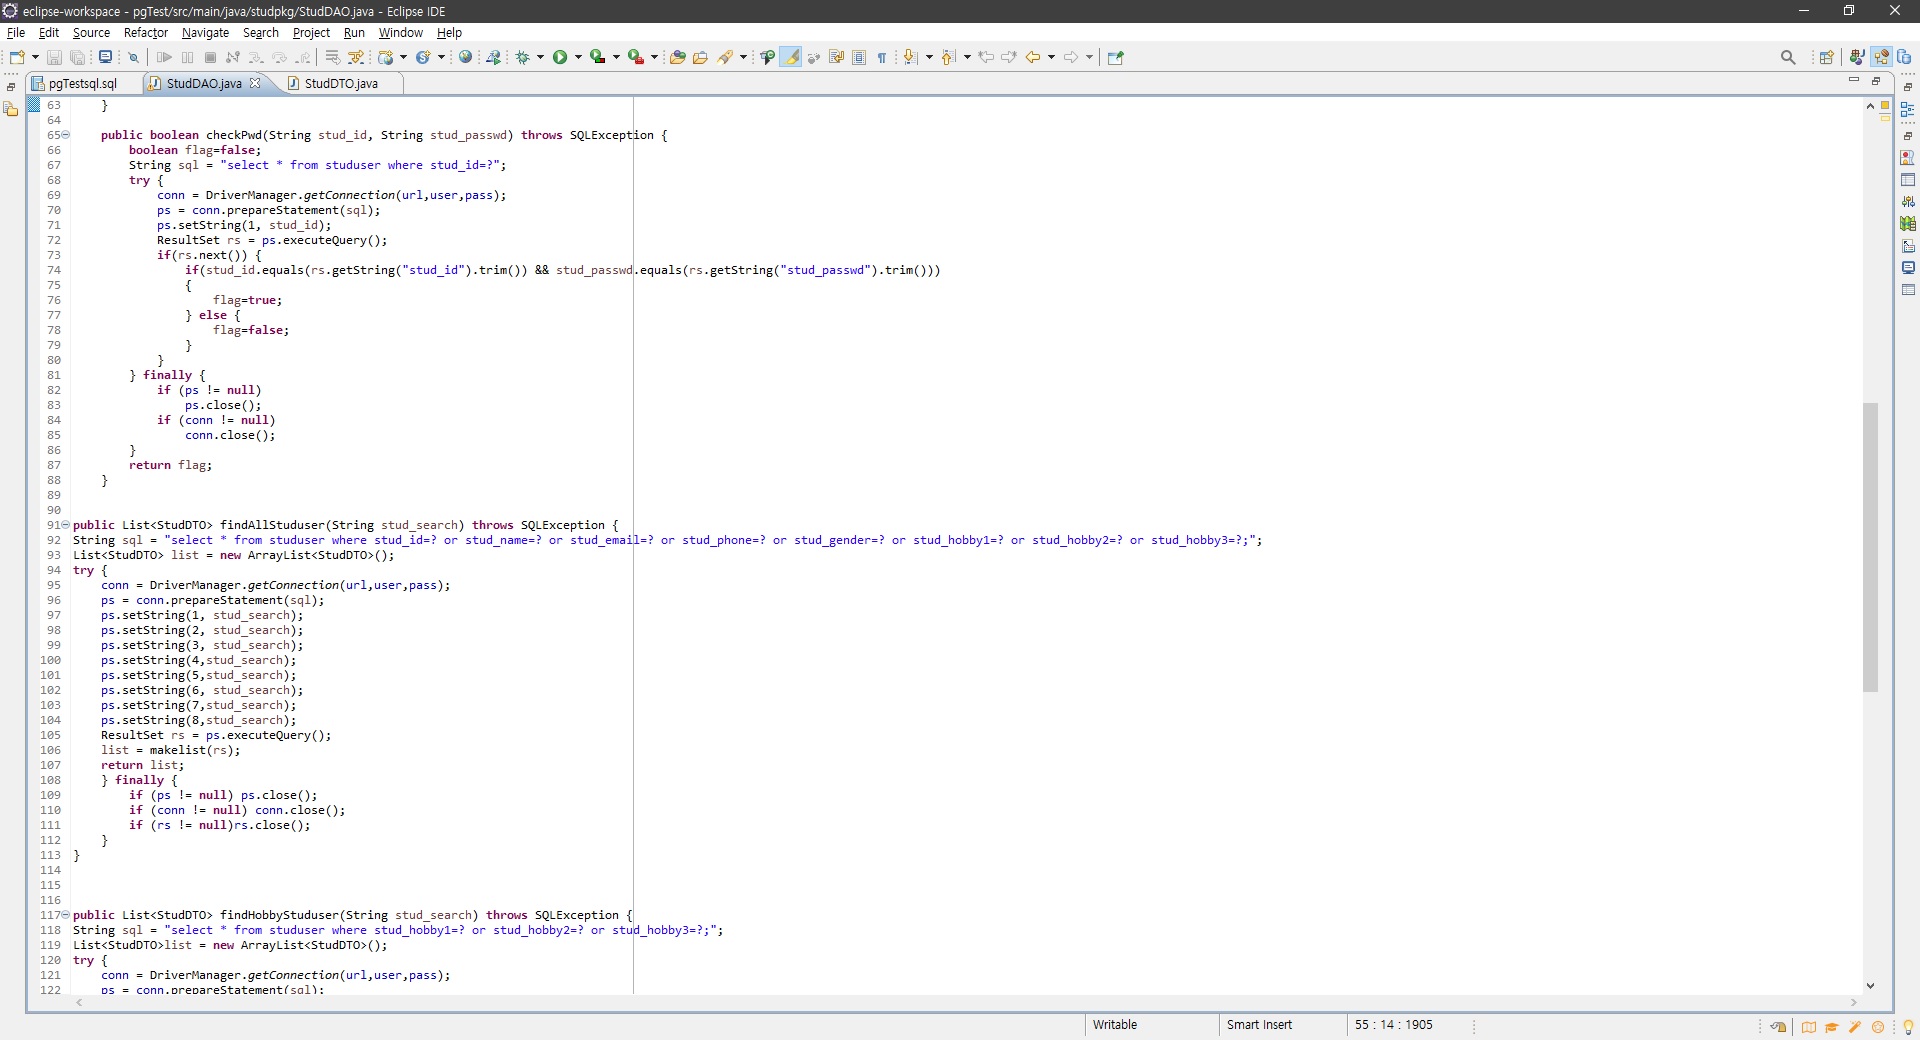 eclipse-workspace - pgTest/src/main/java/studpkg/StudDAO.java - Eclipse IDE
File Edit Source Refactor Navigate Search Project Run Window Help
pgTestsql.sql StudDAO.java StudDTO.java
63 }
64
65 public boolean checkPwd(String stud_id, String stud_passwd) throws SQLException {
66 boolean flag=false;
67 String sql = "select * from studuser where stud_id=?";
68 try {
69 conn = DriverManager.getConnection(url,user,pass);
70 ps = conn.prepareStatement(sql);
71 ps.setString(1, stud_id);
72 ResultSet rs = ps.executeQuery();
73 if(rs.next()) {
74 if(stud_id.equals(rs.getString("stud_id").trim()) && stud_passwd.equals(rs.getString("stud_passwd").trim()))
75 {
76 flag=true;
77 } else {
78 flag=false;
79 }
80 }
81 } finally {
82 if (ps != null)
83 ps.close();
84 if (conn != null)
85 conn.close();
86 }
87 return flag;
88 }
89
90
91 public List<StudDTO> findAllStuduser(String stud_search) throws SQLException {
92 String sql = "select * from studuser where stud_id=? or stud_name=? or stud_email=? or stud_phone=? or stud_gender=? or stud_hobby1=? or stud_hobby2=? or stud_hobby3=?;";
93 List<StudDTO> list = new ArrayList<StudDTO>();
94 try {
95 conn = DriverManager.getConnection(url,user,pass);
96 ps = conn.prepareStatement(sql);
97 ps.setString(1, stud_search);
98 ps.setString(2, stud_search);
99 ps.setString(3, stud_search);
100 ps.setString(4,stud_search);
101 ps.setString(5,stud_search);
102 ps.setString(6, stud_search);
103 ps.setString(7,stud_search);
104 ps.setString(8,stud_search);
105 ResultSet rs = ps.executeQuery();
106 list = makelist(rs);
107 return list;
108 } finally {
109 if (ps != null) ps.close();
110 if (conn != null) conn.close();
111 if (rs != null)rs.close();
112 }
113 }
114
115
116
117 public List<StudDTO> findHobbyStuduser(String stud_search) throws SQLException {
118 String sql = "select * from studuser where stud_hobby1=? or stud_hobby2=? or stud_hobby3=?;";
119 List<StudDTO>list = new ArrayList<StudDTO>();
120 try {
121 conn = DriverManager.getConnection(url,user,pass);
122 ps = conn.prepareStatement(sql);
Writable Smart Insert 55 : 14 : 1905